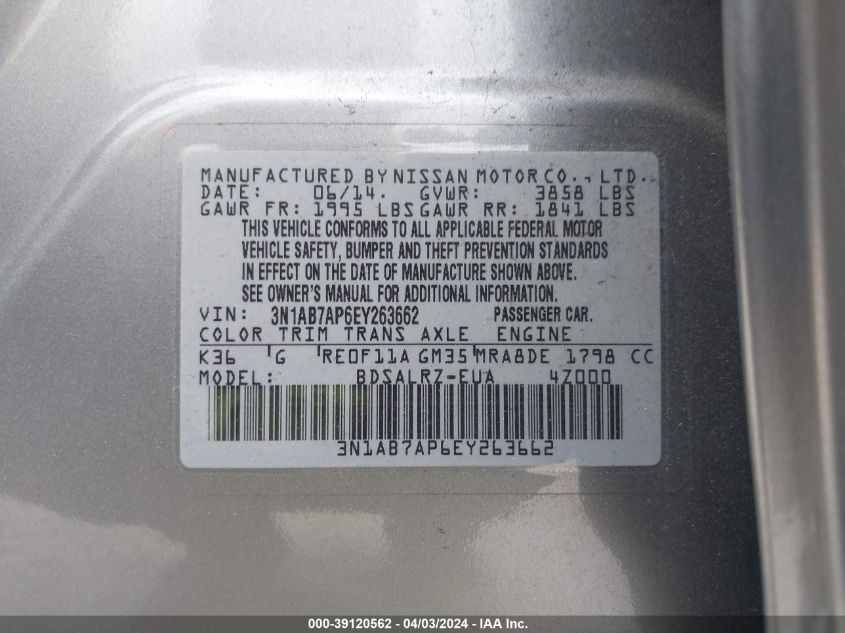 MANUFACTURED BY NISSAN MOTOR CO., LTD.
DATE: 06/14. GVWR: 3858 LBS
GAWR FR: 1995 LBS GAWR RR: 1841 LBS
THIS VEHICLE CONFORMS TO ALL APPLICABLE FEDERAL MOTOR
VEHICLE SAFETY, BUMPER AND THEFT PREVENTION STANDARDS
IN EFFECT ON THE DATE OF MANUFACTURE SHOWN ABOVE.
SEE OWNER'S MANUAL FOR ADDITIONAL INFORMATION.
VIN: 3N1AB7AP6EY263662 PASSENGER CAR.
COLOR TRIM TRANS AXLE ENGINE
K36 G RE0F11A GM35 MRA8DE 1798 CC
MODEL: BDSALRZ-EUA 4Z000
3N1AB7AP6EY263662
000-39120562 - 04/03/2024 - IAA Inc.